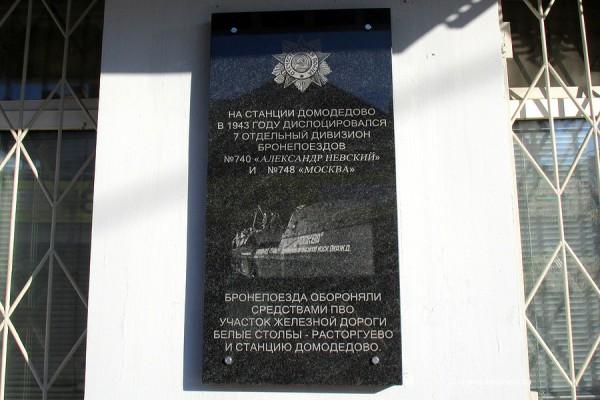 НА СТАНЦИИ ДОМОДЕДОВО
В 1943 ГОДУ ДИСЛОЦИРОВАЛСЯ
7 ОТДЕЛЬНЫЙ ДИВИЗИОН
БРОНЕПОЕЗДОВ
№740 «АЛЕКСАНДР НЕВСКИЙ»
И №748 «МОСКВА»
БРОНЕПОЕЗДА ОБОРОНЯЛИ
СРЕДСТВАМИ ПВО
УЧАСТОК ЖЕЛЕЗНОЙ ДОРОГИ
БЕЛЫЕ СТОЛБЫ - РАСТОРГУЕВО
И СТАНЦИЮ ДОМОДЕДОВО.